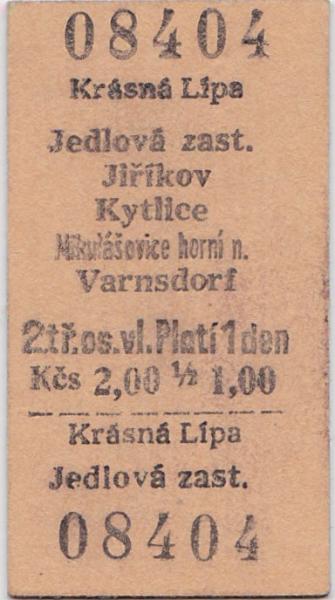 08404
Krásná Lípa
Jedlová zast.
Jiříkov
Kytlice
Mikulášovice horní n.
Varnsdorf
2.tř.os.vl.Platí 1 den
Kčs 2,00 ½ 1,00
Krásná Lípa
Jedlová zast.
08404